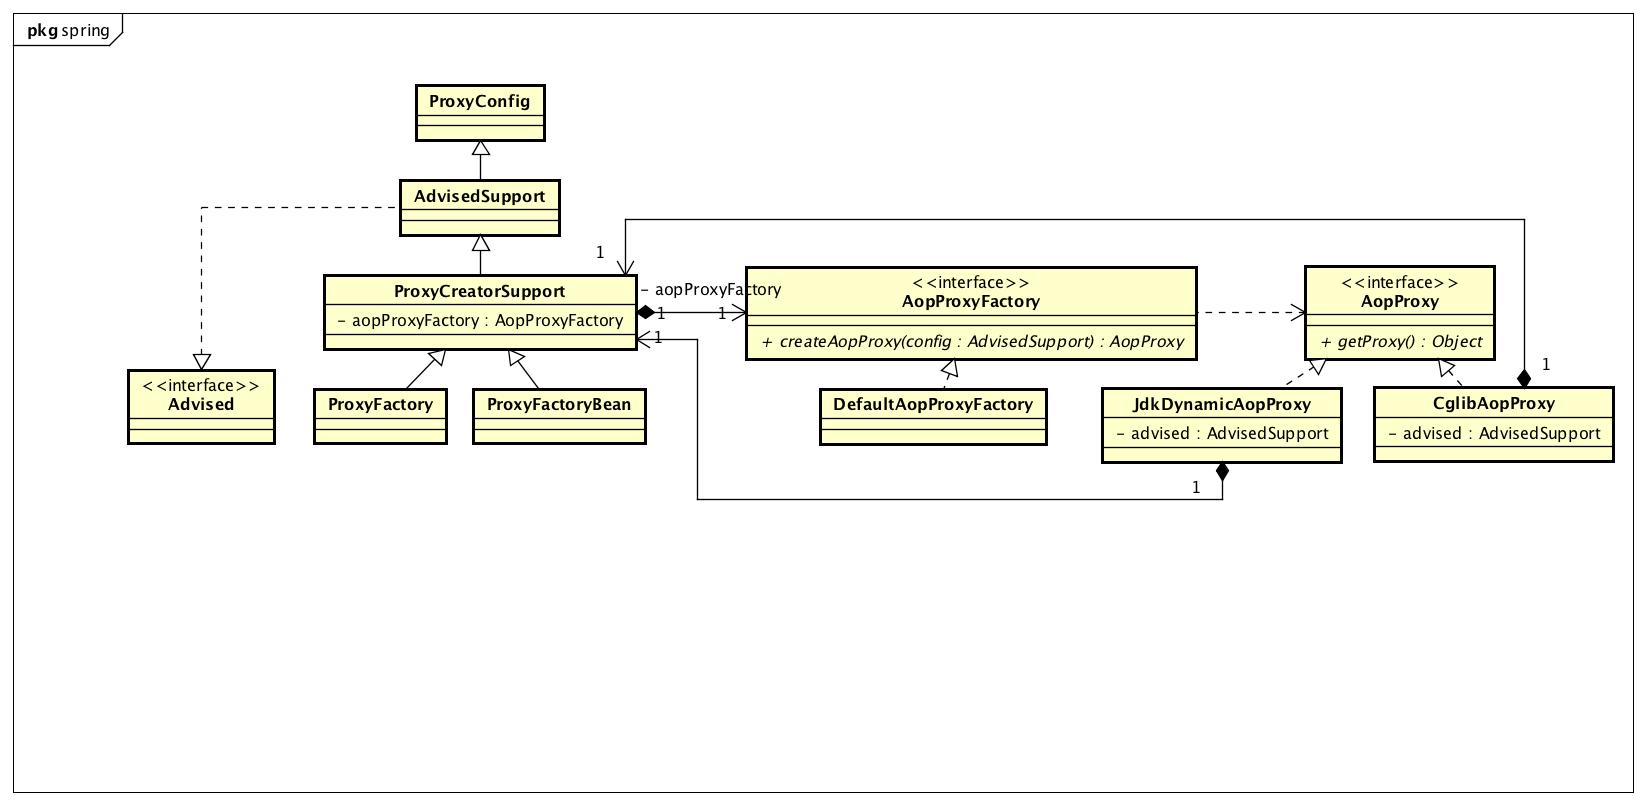 pkg spring
ProxyConfig
AdvisedSupport
1
ProxyCreatorSupport
- aopProxyFactory : AopProxyFactory
- aopProxyFactory
1
1
1
<<interface>>
AopProxyFactory
+ createAopProxy(config : AdvisedSupport) : AopProxy
<<interface>>
AopProxy
+ getProxy() : Object
1
<<interface>>
Advised
ProxyFactory
ProxyFactoryBean
DefaultAopProxyFactory
JdkDynamicAopProxy
- advised : AdvisedSupport
CglibAopProxy
- advised : AdvisedSupport
1